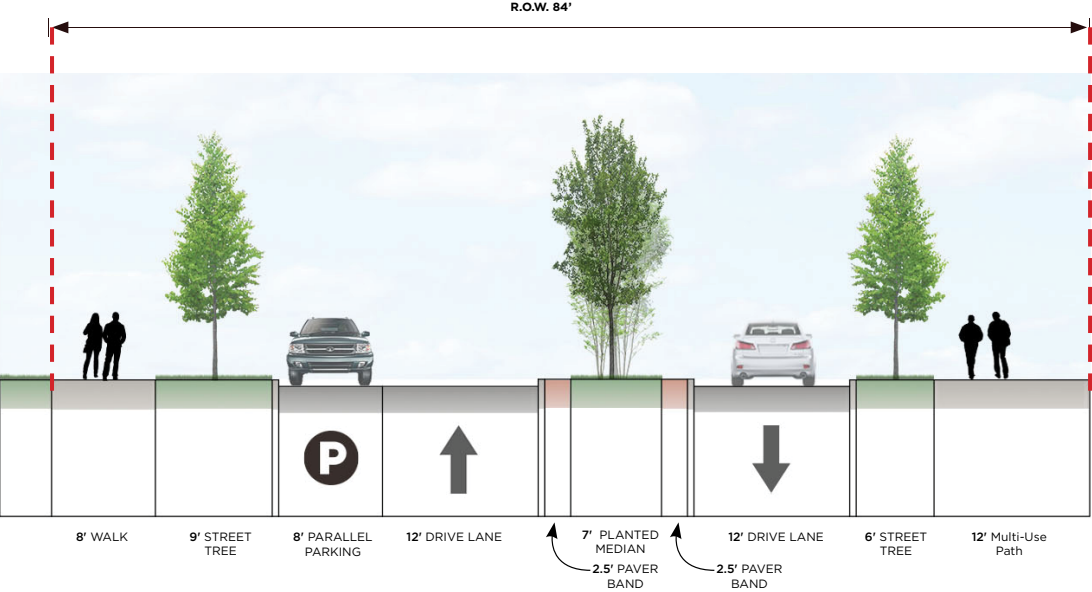 R.O.W. 84'
P
8' WALK
9' STREET
TREE
8' PARALLEL
PARKING
12' DRIVE LANE
7' PLANTED
MEDIAN
2.5' PAVER
BAND
2.5' PAVER
BAND
12' DRIVE LANE
6' STREET
TREE
12' Multi-Use
Path